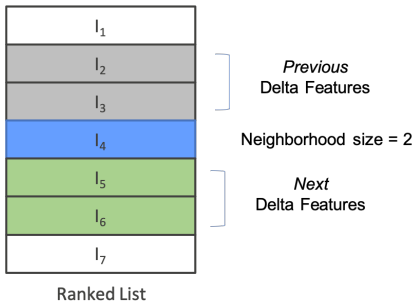 I1
I2
I3
I4
I5
I6
I7
Ranked List
Previous
Delta Features
Neighborhood size = 2
Next
Delta Features